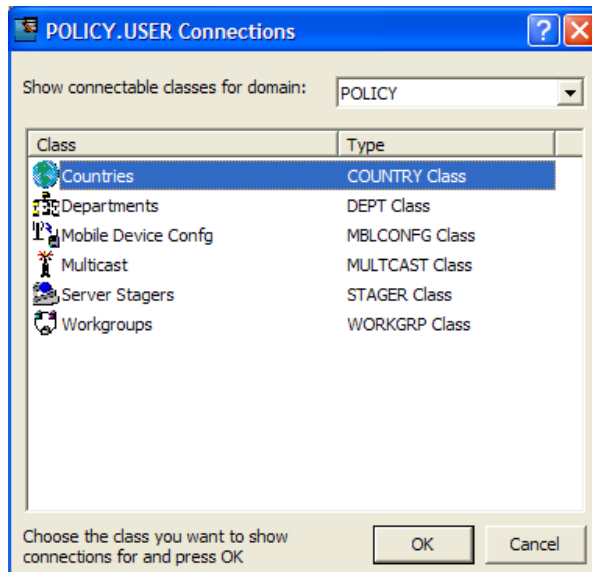 POLICY.USER Connections
Show connectable classes for domain: POLICY
Class Type
Countries COUNTRY Class
Departments DEPT Class
Mobile Device Confg MBLCONFG Class
Multicast MULTCAST Class
Server Stagers STAGER Class
Workgroups WORKGRP Class
Choose the class you want to show
connections for and press OK
OK Cancel